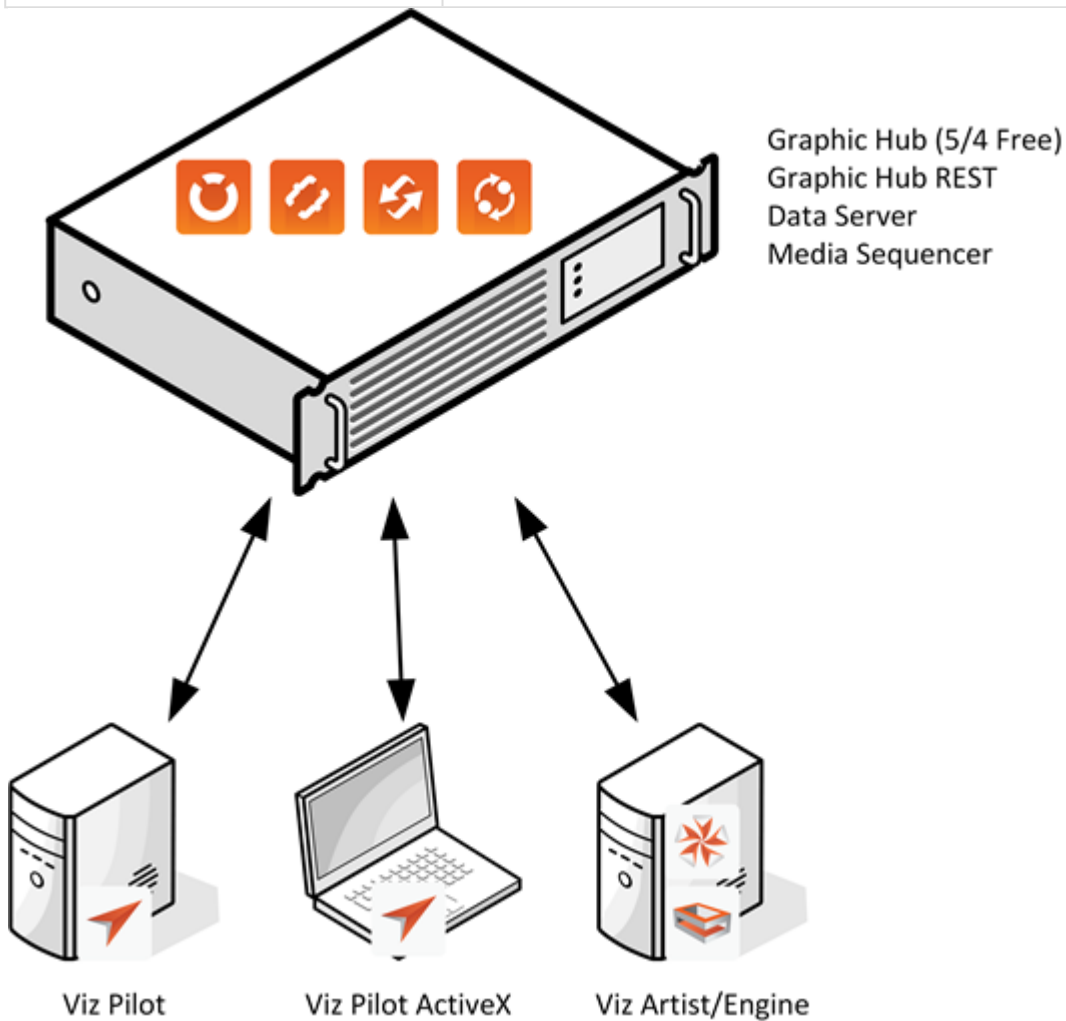 Graphic Hub (5/4 Free)
Graphic Hub REST
Data Server
Media Sequencer
Viz Pilot
Viz Pilot ActiveX
Viz Artist/Engine